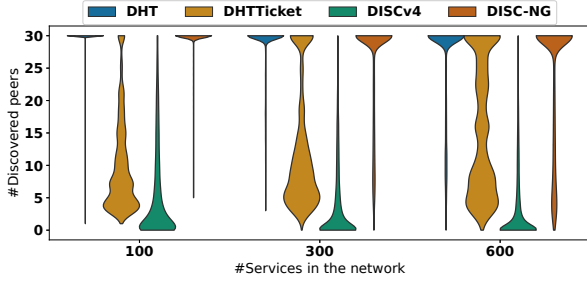 DHT DHTTicket DISCv4 DISC-NG
30
25
20
15
10
5
0
#Discovered peers
100 300 600
#Services in the network